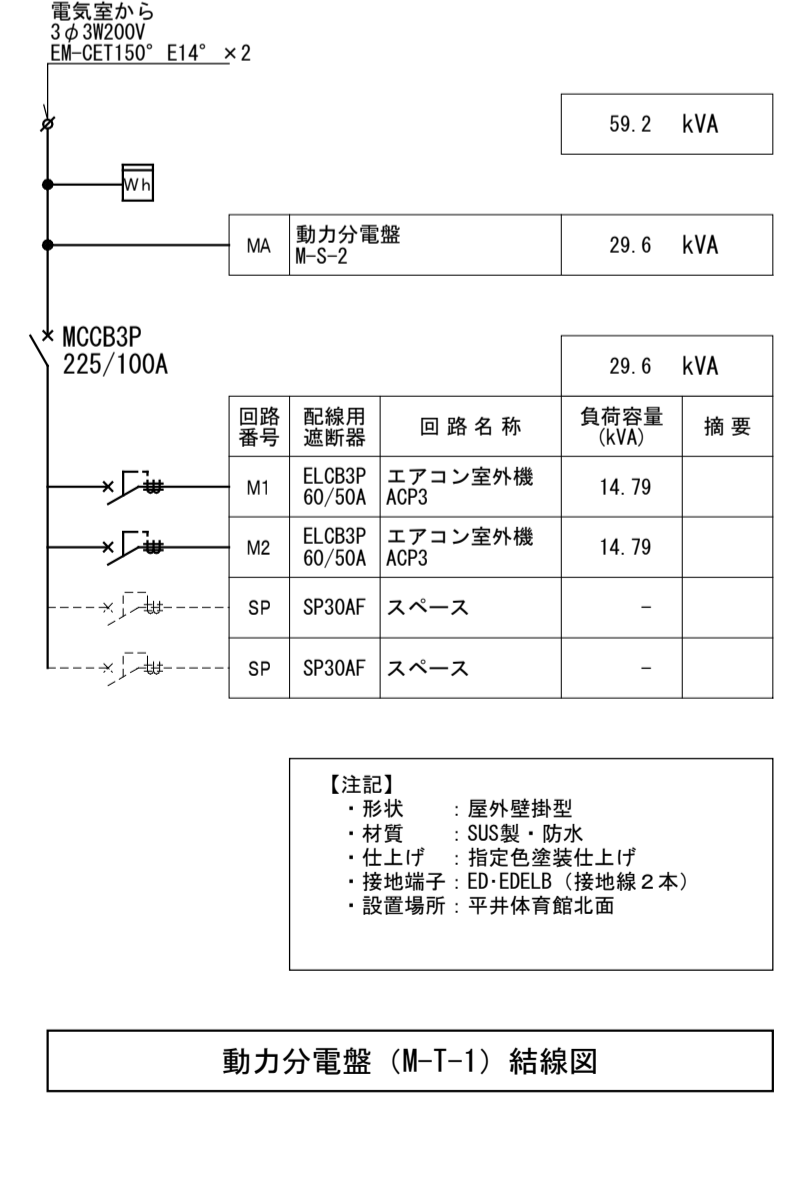 電気室から
3φ3W200V
EM-CET150° E14° ×2
59.2 kVA
Wh
MA 動力分電盤 29.6 kVA
M-S-2
MCCB3P
225/100A
29.6 kVA
回路番号 配線用遮断器 回路名称 負荷容量(kVA) 摘要
M1 ELCB3P 60/50A エアコン室外機 ACP3 14.79
M2 ELCB3P 60/50A エアコン室外機 ACP3 14.79
SP SP30AF スペース −
SP SP30AF スペース −
【注記】
・形状 : 屋外壁掛型
・材質 : SUS製・防水
・仕上げ : 指定色塗装仕上げ
・接地端子 : ED・EDELB（接地線２本）
・設置場所 : 平井体育館北面
動力分電盤（M-T-1）結線図